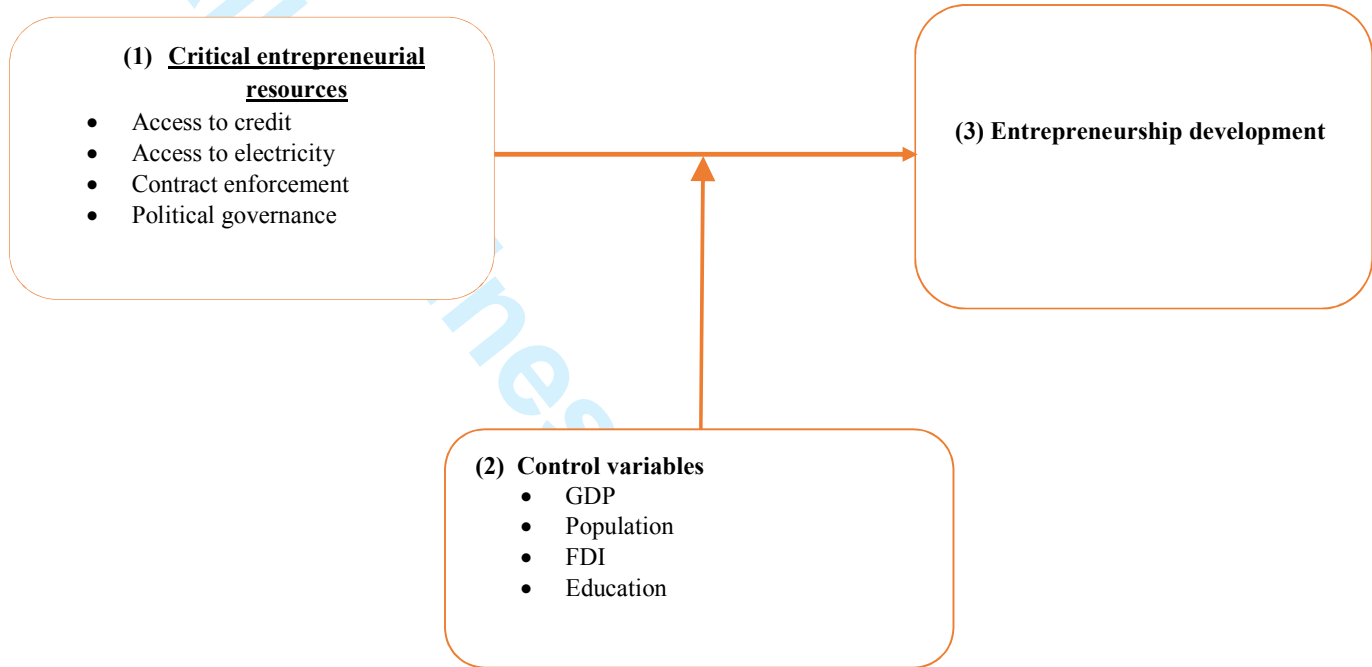 (1) Critical entrepreneurial
resources
• Access to credit
• Access to electricity
• Contract enforcement
• Political governance
(3) Entrepreneurship development
(2) Control variables
• GDP
• Population
• FDI
• Education